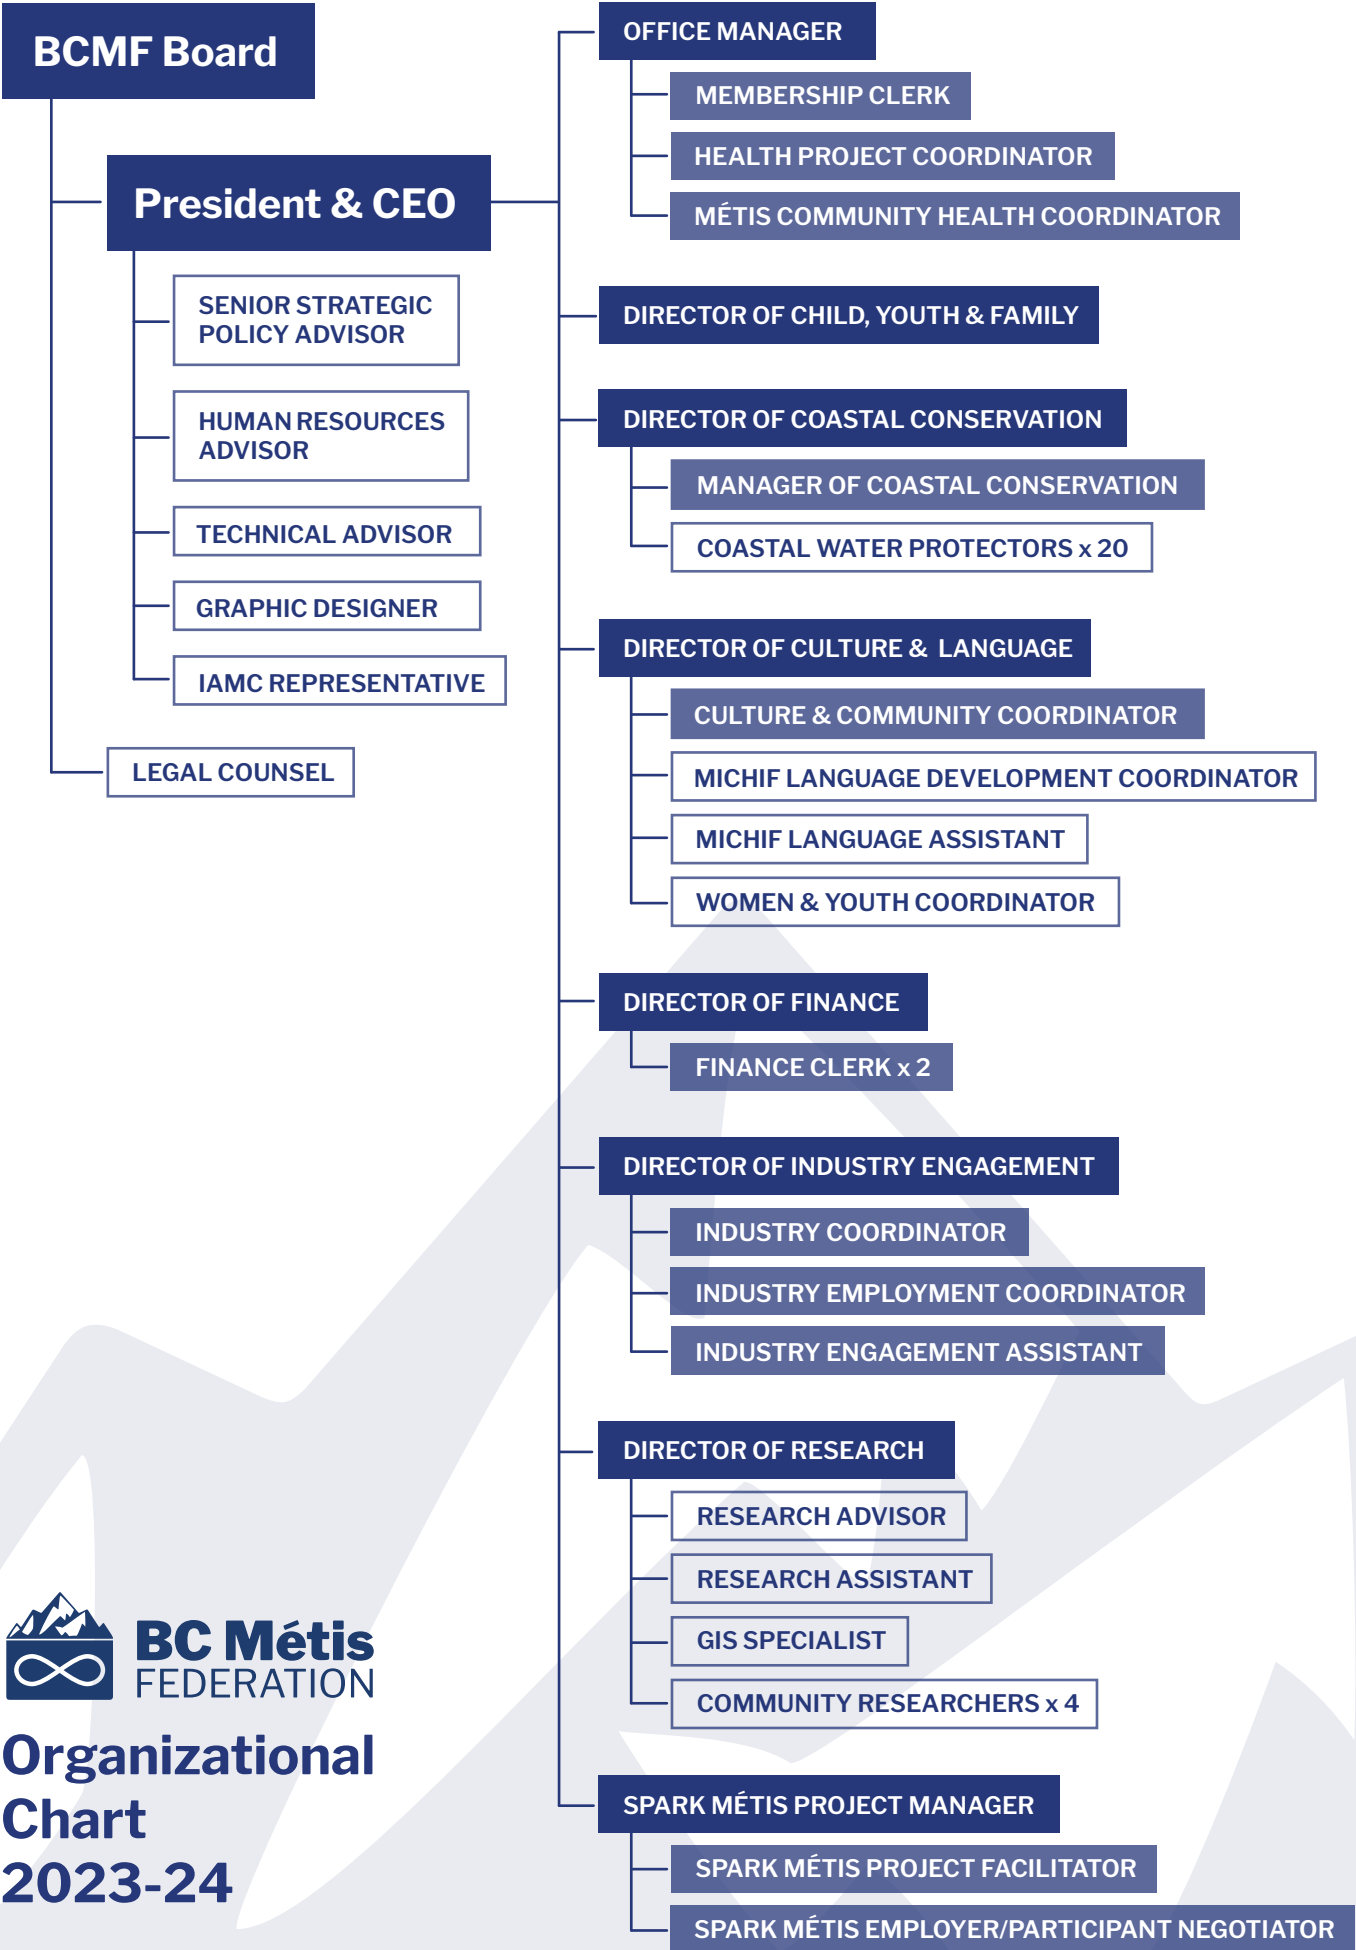 BCMF Board
President & CEO
SENIOR STRATEGIC
POLICY ADVISOR
HUMAN RESOURCES
ADVISOR
TECHNICAL ADVISOR
GRAPHIC DESIGNER
IAMC REPRESENTATIVE
LEGAL COUNSEL
OFFICE MANAGER
MEMBERSHIP CLERK
HEALTH PROJECT COORDINATOR
MÉTIS COMMUNITY HEALTH COORDINATOR
DIRECTOR OF CHILD, YOUTH & FAMILY
DIRECTOR OF COASTAL CONSERVATION
MANAGER OF COASTAL CONSERVATION
COASTAL WATER PROTECTORS x 20
DIRECTOR OF CULTURE & LANGUAGE
CULTURE & COMMUNITY COORDINATOR
MICHIF LANGUAGE DEVELOPMENT COORDINATOR
MICHIF LANGUAGE ASSISTANT
WOMEN & YOUTH COORDINATOR
DIRECTOR OF FINANCE
FINANCE CLERK x 2
DIRECTOR OF INDUSTRY ENGAGEMENT
INDUSTRY COORDINATOR
INDUSTRY EMPLOYMENT COORDINATOR
INDUSTRY ENGAGEMENT ASSISTANT
DIRECTOR OF RESEARCH
RESEARCH ADVISOR
RESEARCH ASSISTANT
GIS SPECIALIST
COMMUNITY RESEARCHERS x 4
SPARK MÉTIS PROJECT MANAGER
SPARK MÉTIS PROJECT FACILITATOR
SPARK MÉTIS EMPLOYER/PARTICIPANT NEGOTIATOR
BC Métis
FEDERATION
Organizational
Chart
2023-24